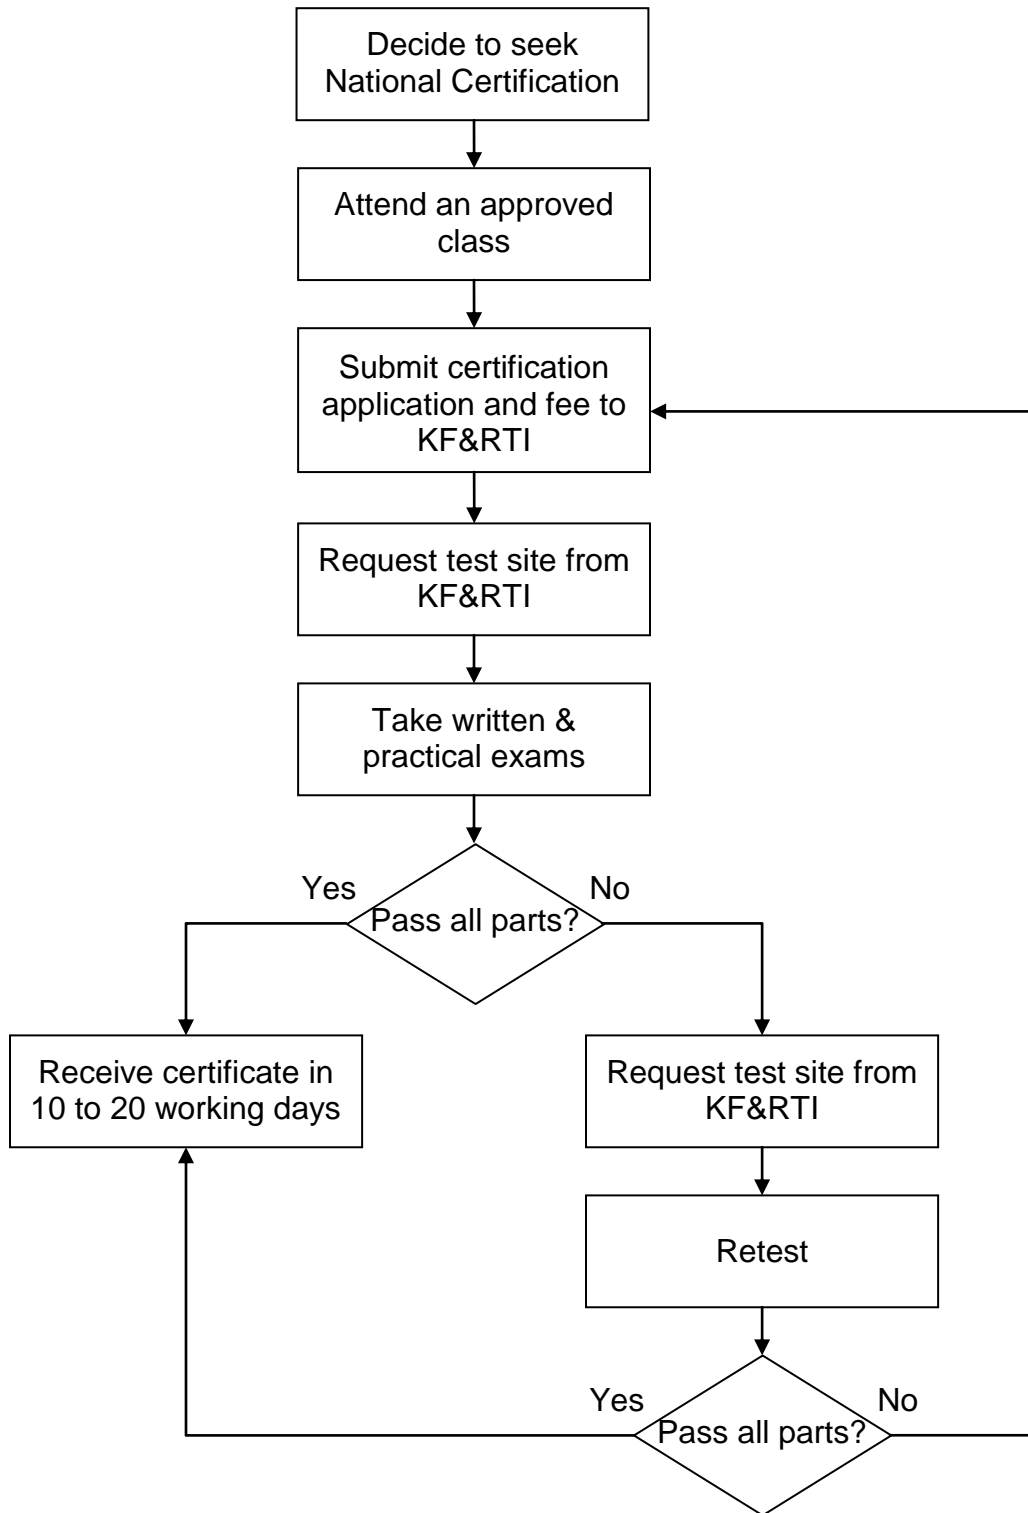 Decide to seek
National Certification
Attend an approved
class
Submit certification
application and fee to
KF&RTI
Request test site from
KF&RTI
Take written &
practical exams
Yes
No
Pass all parts?
Receive certificate in
10 to 20 working days
Request test site from
KF&RTI
Retest
Yes
No
Pass all parts?